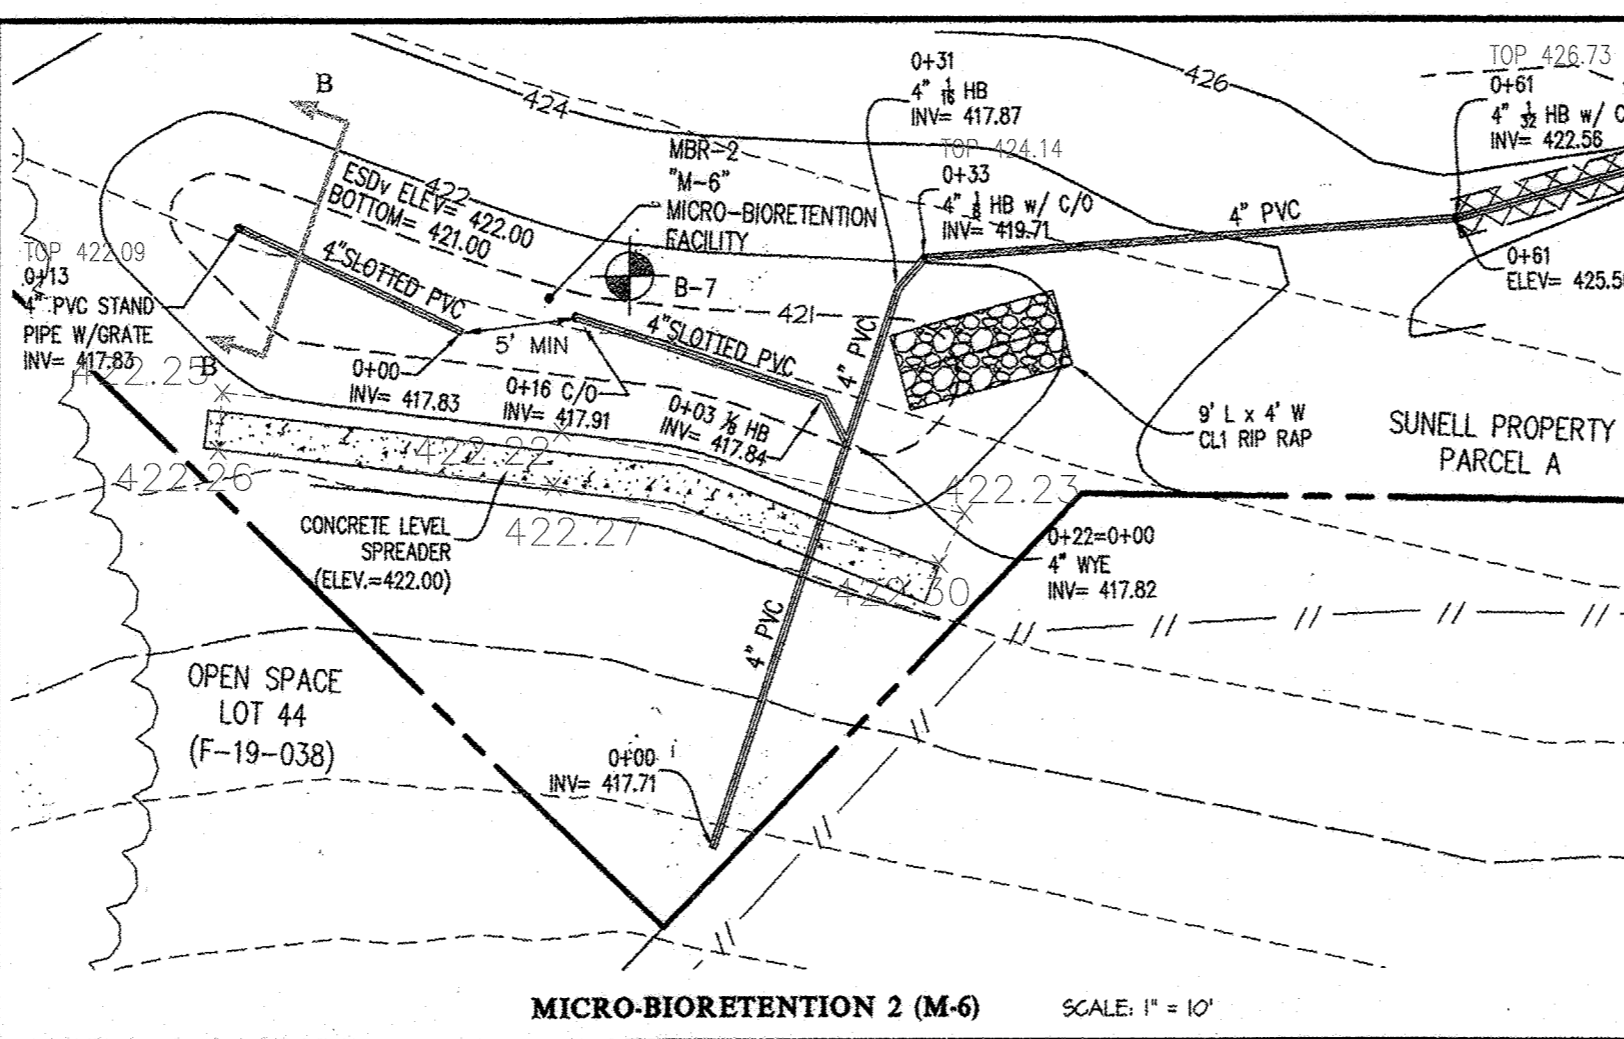 B
424
0+31
4" 1/16 HB
INV= 417.87
426
TOP 426.73
0+61
4" 1/32 HB w/ C
INV= 422.56
MBR-2
"M-6"
MICRO-BIORETENTION
FACILITY
TOP 424.14
0+33
4" 1/8 HB w/ C/O
INV= 419.71
4" PVC
0+61
ELEV= 425.5
422
ESDv ELEV= 422.00
BOTTOM= 421.00
4"SLOTTED PVC
TOP 422.09
0+13
4" PVC STAND
PIPE W/GRATE
INV= 417.83
B-7
421
4"SLOTTED PVC
4" PVC
5' MIN
B
422.25
0+00
INV= 417.83
0+16 C/O
INV= 417.91
0+03 1/8 HB
INV= 417.84
9' L x 4' W
CL1 RIP RAP
SUNELL PROPERTY
PARCEL A
422.22
422.26
422.23
422.27
CONCRETE LEVEL
SPREADER
(ELEV.=422.00)
0+22=0+00
4" WYE
INV= 417.82
422.30
4" PVC
OPEN SPACE
LOT 44
(F-19-038)
0+00
INV= 417.71
MICRO-BIORETENTION 2 (M-6)
SCALE: 1" = 10'